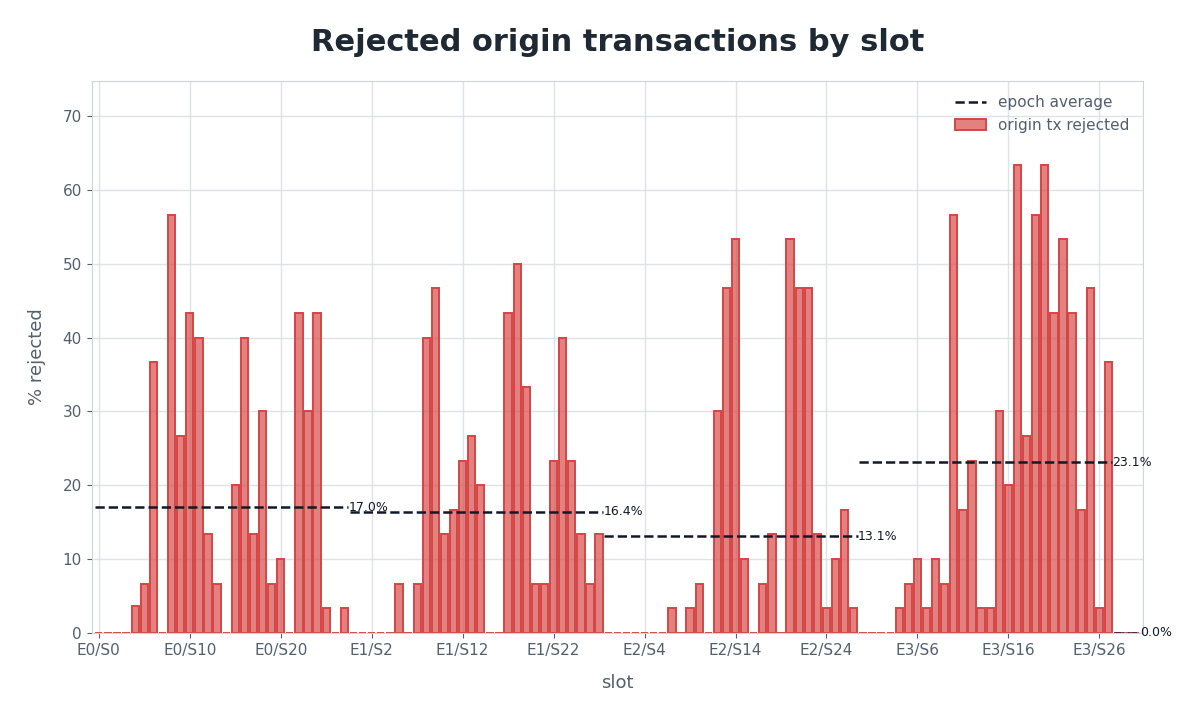 Rejected origin transactions by slot
epoch average
origin tx rejected
% rejected
70
60
50
40
30
20
10
0
17.0%
16.4%
13.1%
23.1%
0.0%
E0/S0 E0/S10 E0/S20 E1/S2 E1/S12 E1/S22 E2/S4 E2/S14 E2/S24 E3/S6 E3/S16 E3/S26
slot